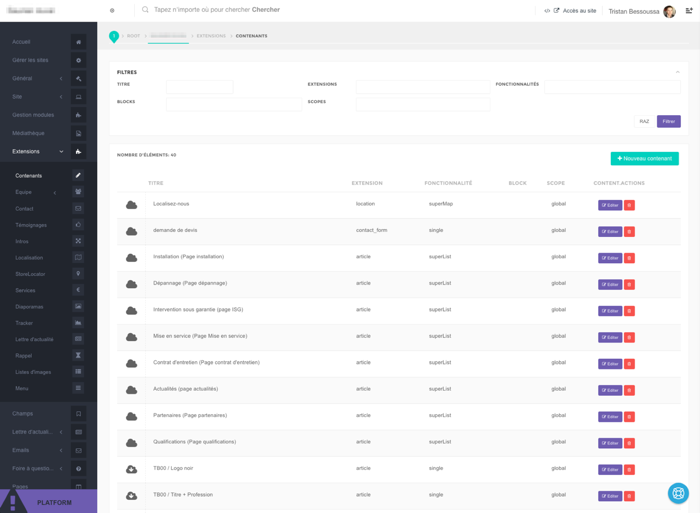 Tapez n'importe où pour chercher Chercher
Accès au site
Tristan Bessoussa
1
BODY
EXTENSIONS
CONTENANTS
Accueil
Gérer les sites
Général
Site
Gestion modules
Médiathèque
Extensions
Contenants
Equipe
Contact
Témoignages
Intros
Localisation
StoreLocator
Services
Diaporamas
Tracker
Lettre d'actualité
Rappel
Listes d'images
Menu
Champs
Lettre d'actuali...
Emails
Foire à questio...
Pages
PLATFORM
FILTRES
TITRE
EXTENSIONS
FONCTIONNALITÉS
BLOCKS
SCOPES
RAZ
Filtrer
NOMBRE D'ÉLÉMENTS: 40
+ Nouveau contenant
TITRE EXTENSION FONCTIONNALITÉ BLOCK SCOPE CONTENT.ACTIONS
Localisez-nous location superMap global Editer
demande de devis contact_form single global Editer
Installation (Page installation) article superList global Editer
Dépannage (Page dépannage) article superList global Editer
Intervention sous garantie (page ISG) article superList global Editer
Mise en service (Page Mise en service) article superList global Editer
Contrat d'entretien (Page contrat d'entretien) article superList global Editer
Actualités (page actualités) article superList global Editer
Partenaires (Page partenaires) article superList global Editer
Qualifications (Page qualifications) article superList global Editer
TB00 / Logo noir article single global Editer
TB00 / Titre + Profession article single global Editer